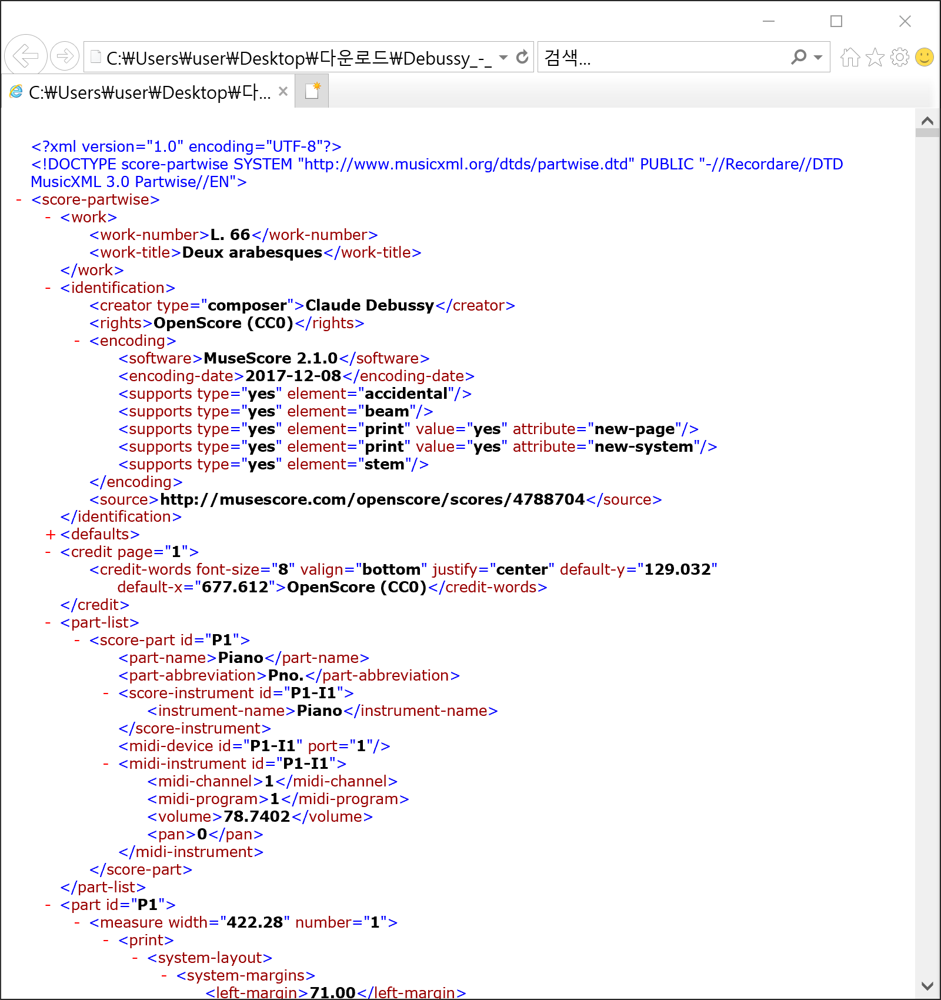 C:₩Users₩user₩Desktop₩다운로드₩Debussy_-_
검색...
C:₩Users₩user₩Desktop₩다...
<?xml version="1.0" encoding="UTF-8"?>
<!DOCTYPE score-partwise SYSTEM "http://www.musicxml.org/dtds/partwise.dtd" PUBLIC "-//Recordare//DTD
MusicXML 3.0 Partwise//EN">
- <score-partwise>
- <work>
<work-number>L. 66</work-number>
<work-title>Deux arabesques</work-title>
</work>
- <identification>
<creator type="composer">Claude Debussy</creator>
<rights>OpenScore (CC0)</rights>
- <encoding>
<software>MuseScore 2.1.0</software>
<encoding-date>2017-12-08</encoding-date>
<supports type="yes" element="accidental"/>
<supports type="yes" element="beam"/>
<supports type="yes" element="print" value="yes" attribute="new-page"/>
<supports type="yes" element="print" value="yes" attribute="new-system"/>
<supports type="yes" element="stem"/>
</encoding>
<source>http://musescore.com/openscore/scores/4788704</source>
</identification>
+ <defaults>
- <credit page="1">
<credit-words font-size="8" valign="bottom" justify="center" default-y="129.032"
default-x="677.612">OpenScore (CC0)</credit-words>
</credit>
- <part-list>
- <score-part id="P1">
<part-name>Piano</part-name>
<part-abbreviation>Pno.</part-abbreviation>
- <score-instrument id="P1-I1">
<instrument-name>Piano</instrument-name>
</score-instrument>
<midi-device id="P1-I1" port="1"/>
- <midi-instrument id="P1-I1">
<midi-channel>1</midi-channel>
<midi-program>1</midi-program>
<volume>78.7402</volume>
<pan>0</pan>
</midi-instrument>
</score-part>
</part-list>
- <part id="P1">
- <measure width="422.28" number="1">
- <print>
- <system-layout>
- <system-margins>
<left-margin>71.00</left-margin>